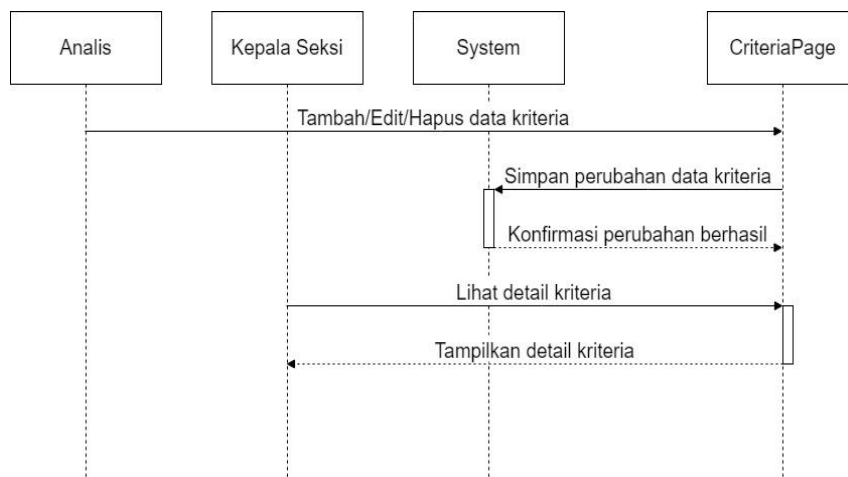 Analis
Kepala Seksi
System
CriteriaPage
Tambah/Edit/Hapus data kriteria
Simpan perubahan data kriteria
Konfirmasi perubahan berhasil
Lihat detail kriteria
Tampilkan detail kriteria